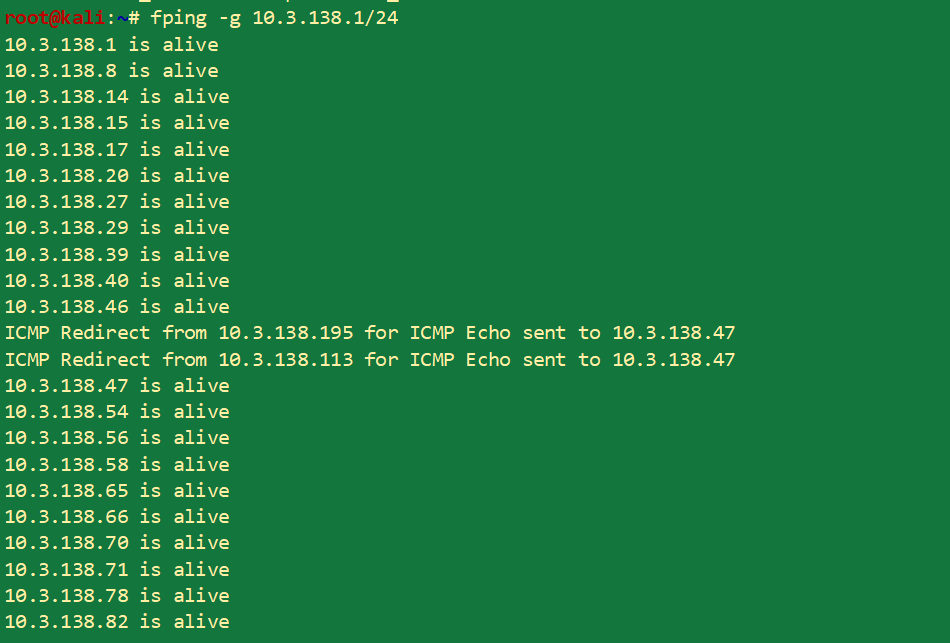 root@kali:~# fping -g 10.3.138.1/24
10.3.138.1 is alive
10.3.138.8 is alive
10.3.138.14 is alive
10.3.138.15 is alive
10.3.138.17 is alive
10.3.138.20 is alive
10.3.138.27 is alive
10.3.138.29 is alive
10.3.138.39 is alive
10.3.138.40 is alive
10.3.138.46 is alive
ICMP Redirect from 10.3.138.195 for ICMP Echo sent to 10.3.138.47
ICMP Redirect from 10.3.138.113 for ICMP Echo sent to 10.3.138.47
10.3.138.47 is alive
10.3.138.54 is alive
10.3.138.56 is alive
10.3.138.58 is alive
10.3.138.65 is alive
10.3.138.66 is alive
10.3.138.70 is alive
10.3.138.71 is alive
10.3.138.78 is alive
10.3.138.82 is alive